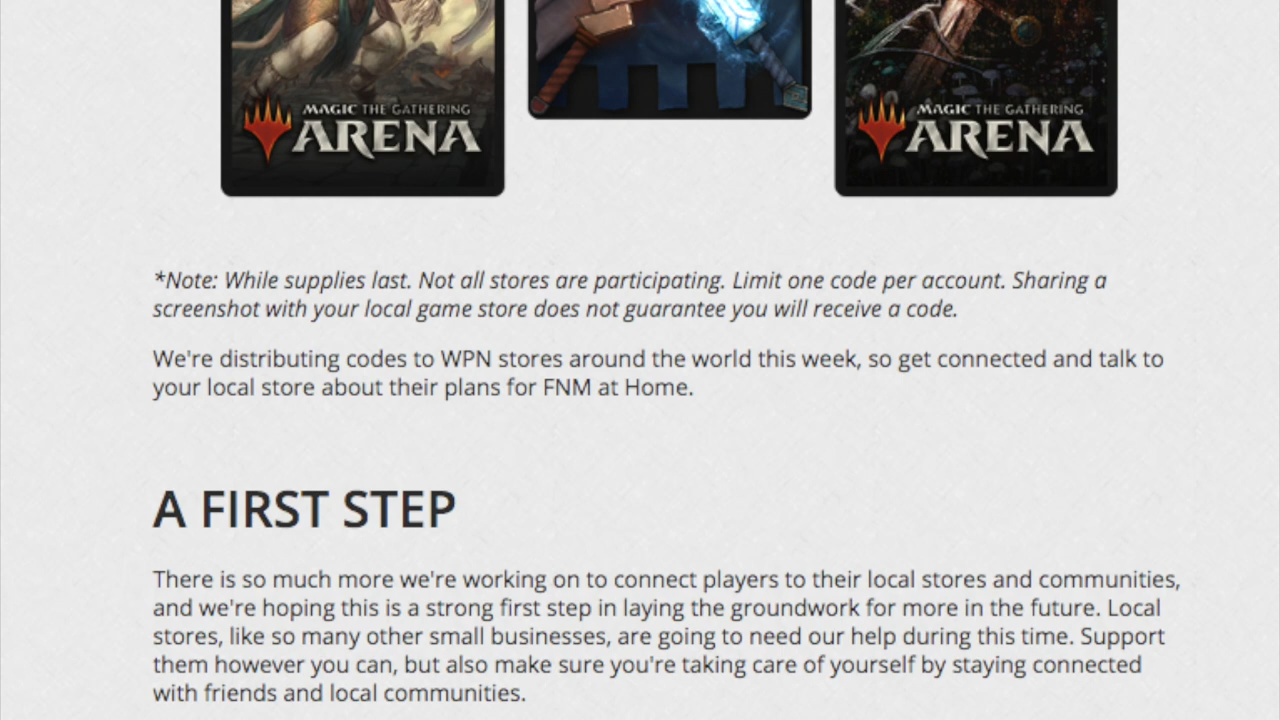 MAGIC THE GATHERING
ARENA
MAGIC THE GATHERING
ARENA
*Note: While supplies last. Not all stores are participating. Limit one code per account. Sharing a
screenshot with your local game store does not guarantee you will receive a code.
We're distributing codes to WPN stores around the world this week, so get connected and talk to
your local store about their plans for FNM at Home.
A FIRST STEP
There is so much more we're working on to connect players to their local stores and communities,
and we're hoping this is a strong first step in laying the groundwork for more in the future. Local
stores, like so many other small businesses, are going to need our help during this time. Support
them however you can, but also make sure you're taking care of yourself by staying connected
with friends and local communities.